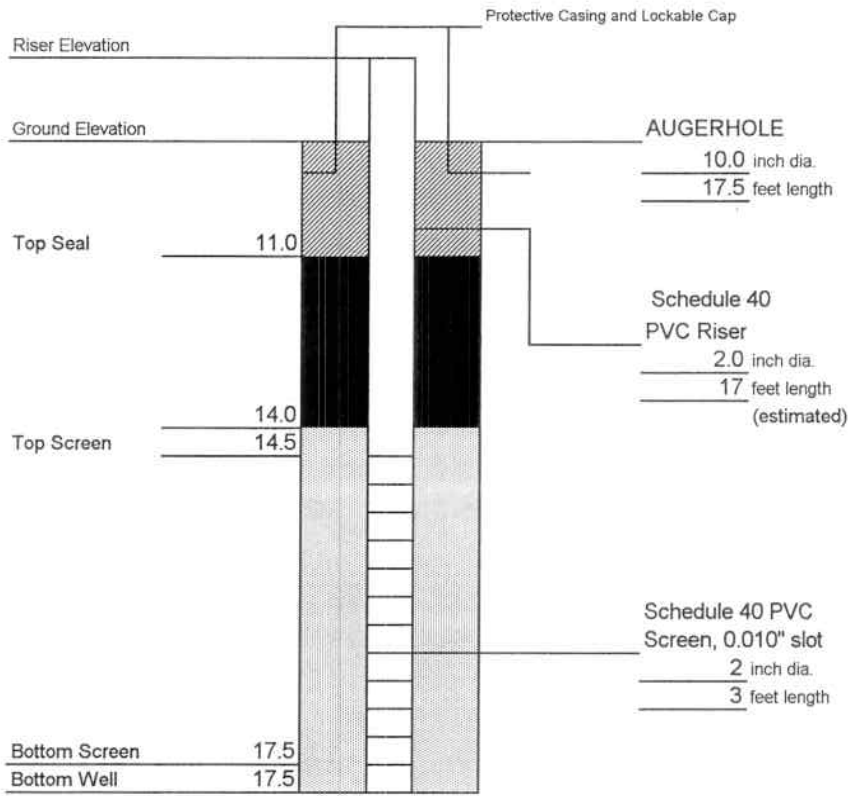 Protective Casing and Lockable Cap
Riser Elevation
Ground Elevation
AUGERHOLE
10.0 inch dia.
17.5 feet length
Top Seal 11.0
Schedule 40
PVC Riser
2.0 inch dia.
17 feet length
(estimated)
14.0
Top Screen 14.5
Schedule 40 PVC
Screen, 0.010" slot
2 inch dia.
3 feet length
Bottom Screen 17.5
Bottom Well 17.5